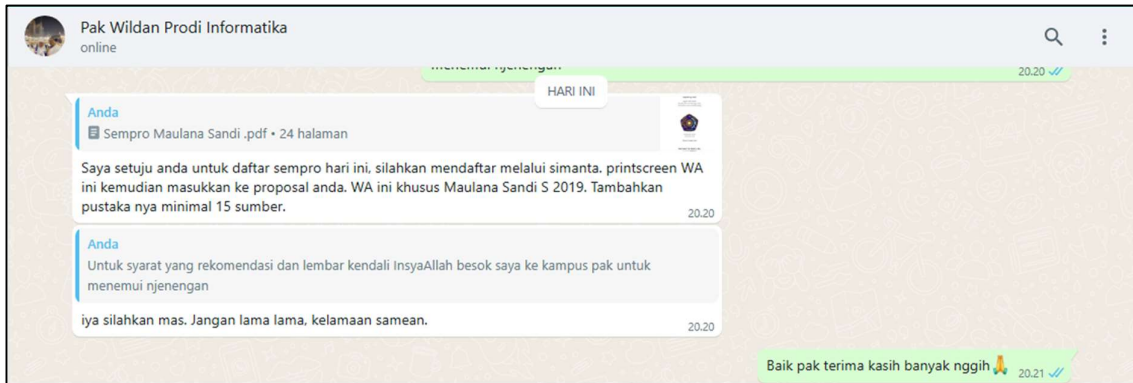 Pak Wildan Prodi Informatika
online
menemui njenengan
20.20
HARI INI
Anda
Sempro Maulana Sandi .pdf • 24 halaman
Saya setuju anda untuk daftar sempro hari ini, silahkan mendaftar melalui simanta. printscreen WA
ini kemudian masukkan ke proposal anda. WA ini khusus Maulana Sandi S 2019. Tambahkan
pustaka nya minimal 15 sumber.
20.20
Anda
Untuk syarat yang rekomendasi dan lembar kendali InsyaAllah besok saya ke kampus pak untuk
menemui njenengan
iya silahkan mas. Jangan lama lama, kelamaan samean.
20.20
Baik pak terima kasih banyak nggih🙏
20.21